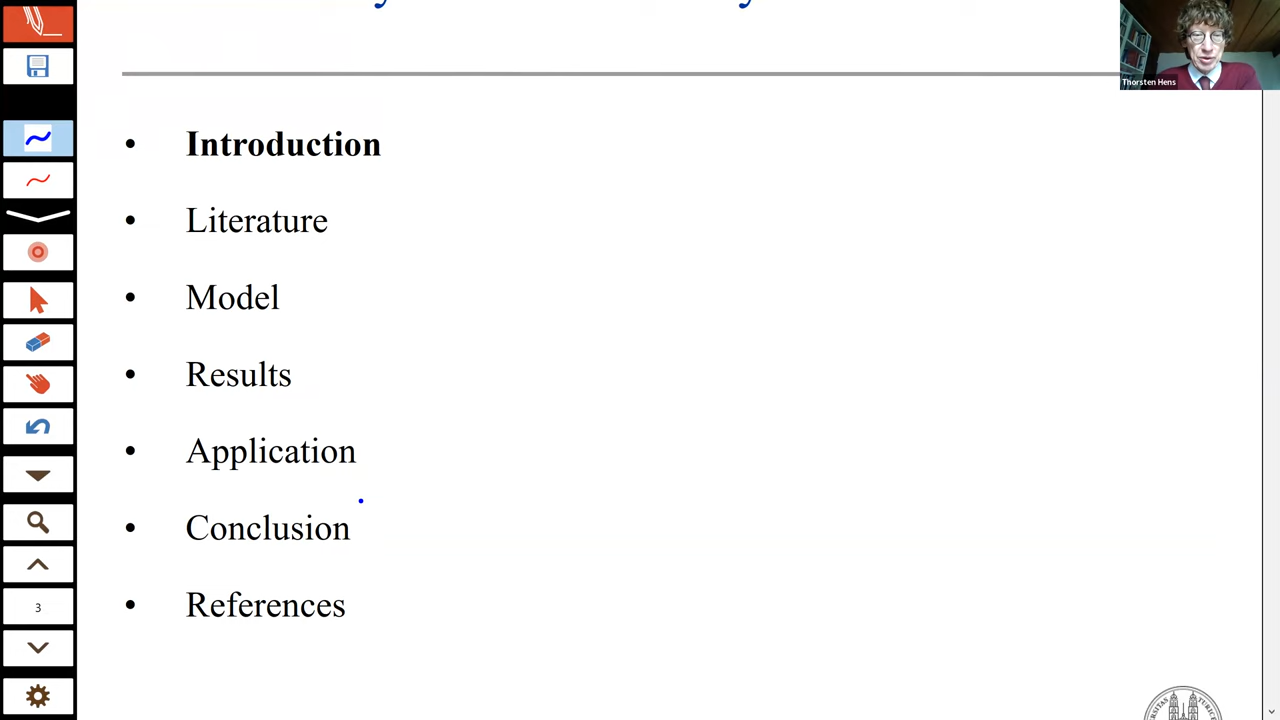 Thorsten Hens
• Introduction
• Literature
• Model
• Results
• Application
• Conclusion
• References
3